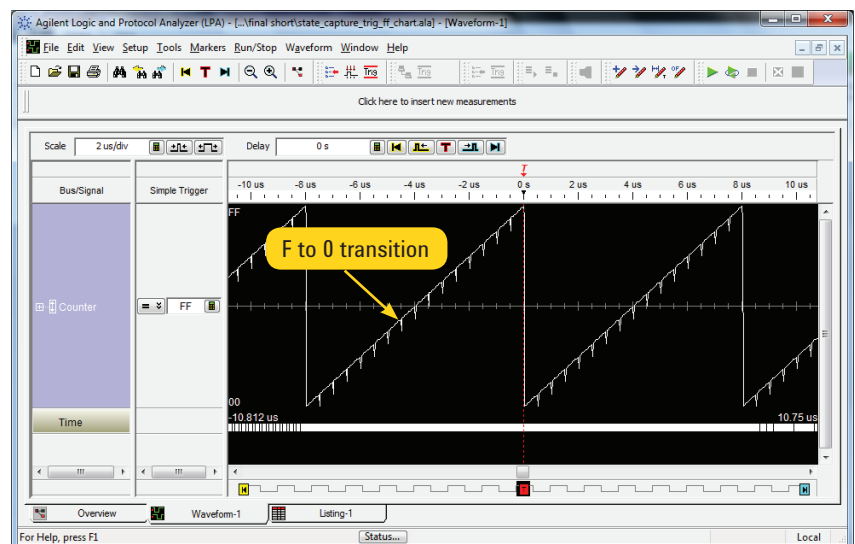 Agilent Logic and Protocol Analyzer (LPA) - [...\final short\state_capture_trig_ff_chart.ala] - [Waveform-1]
File Edit View Setup Tools Markers Run/Stop Waveform Window Help
Trig Trig Trig
Click here to insert new measurements
Scale 2 us/div Delay 0 s T
T
Bus/Signal Simple Trigger -10 us -8 us -6 us -4 us -2 us 0 s 2 us 4 us 6 us 8 us 10 us
FF
F to 0 transition
Counter = FF
00
Time -10.812 us 10.75 us
Overview Waveform-1 Listing-1
For Help, press F1 Status... Local